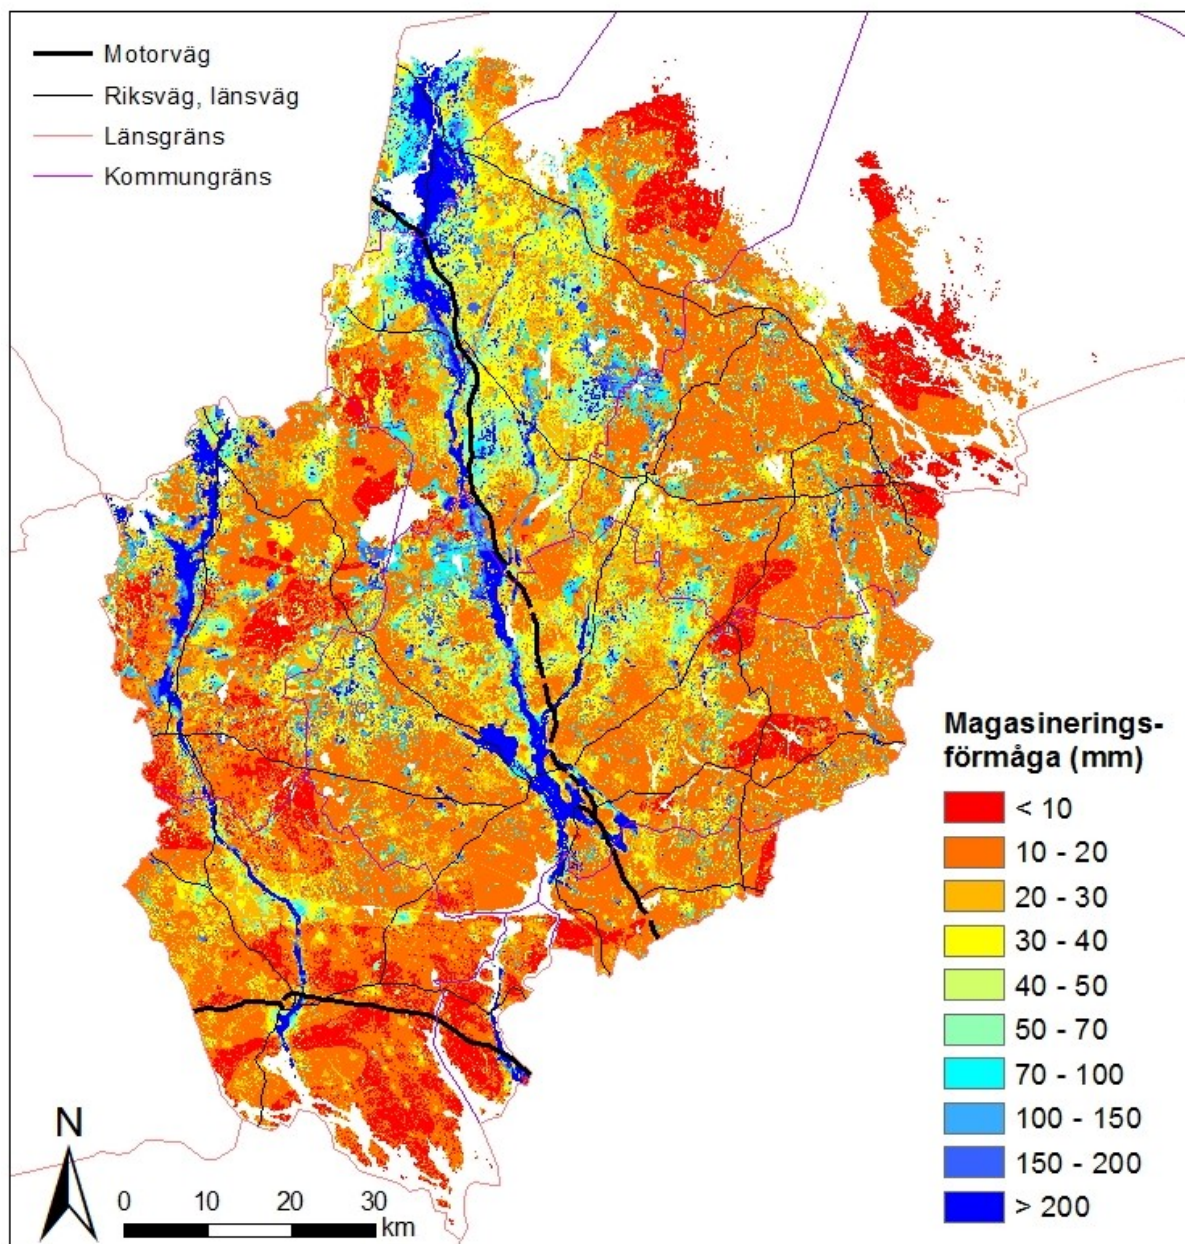 Motorväg
Riksväg, länsväg
Länsgräns
Kommungräns
Magasinerings-
förmåga (mm)
< 10
10 - 20
20 - 30
30 - 40
40 - 50
50 - 70
70 - 100
100 - 150
150 - 200
> 200
N
0 10 20 30
km